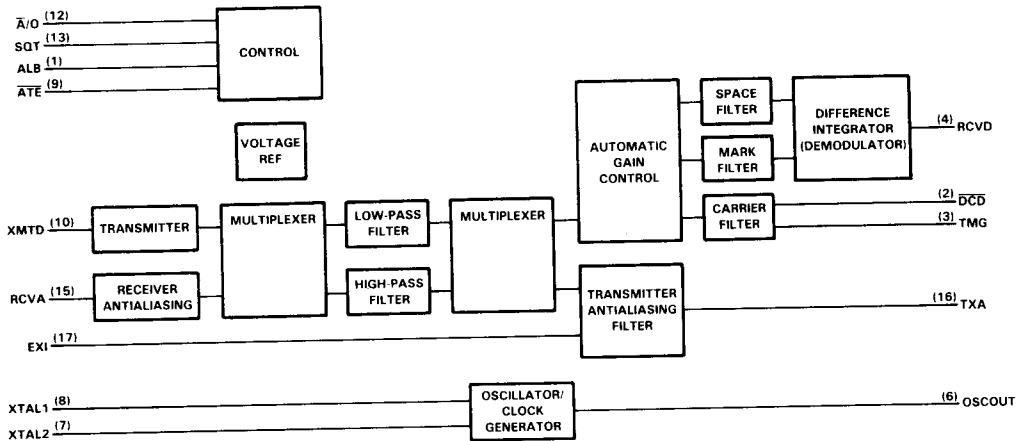 A̅/O (12)
SQT (13)
ALB (1)
A̅T̅E̅ (9)
CONTROL
VOLTAGE
REF
XMTD (10)
TRANSMITTER
MULTIPLEXER
LOW-PASS
FILTER
MULTIPLEXER
AUTOMATIC
GAIN
CONTROL
SPACE
FILTER
MARK
FILTER
CARRIER
FILTER
DIFFERENCE
INTEGRATOR
(DEMODULATOR)
(4) RCVD
(2) D̅C̅D̅
(3) TMG
RCVA (15)
RECEIVER
ANTIALIASING
HIGH-PASS
FILTER
TRANSMITTER
ANTIALIASING
FILTER
(16) TXA
EXI (17)
XTAL1 (8)
XTAL2 (7)
OSCILLATOR/
CLOCK
GENERATOR
(6) OSCOUT